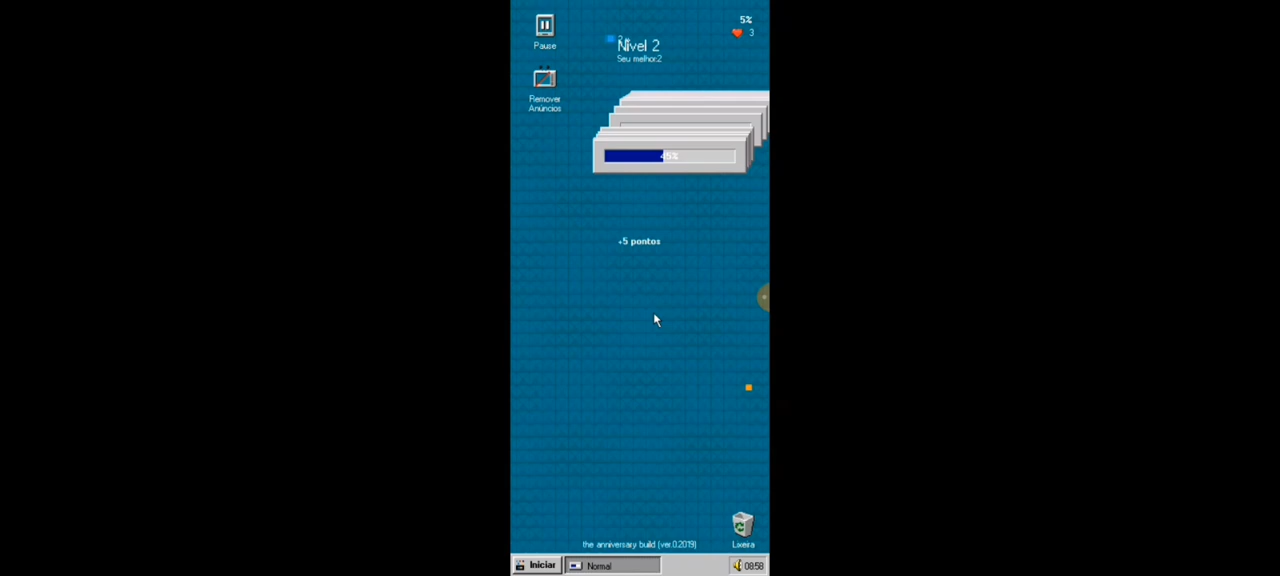 5%
3
Pause
Nível 2
Seu melhor:2
Remover
Anúncios
45%
+5 pontos
the anniversary build (ver.0.2019)
Lixeira
Iniciar
Normal
08:58